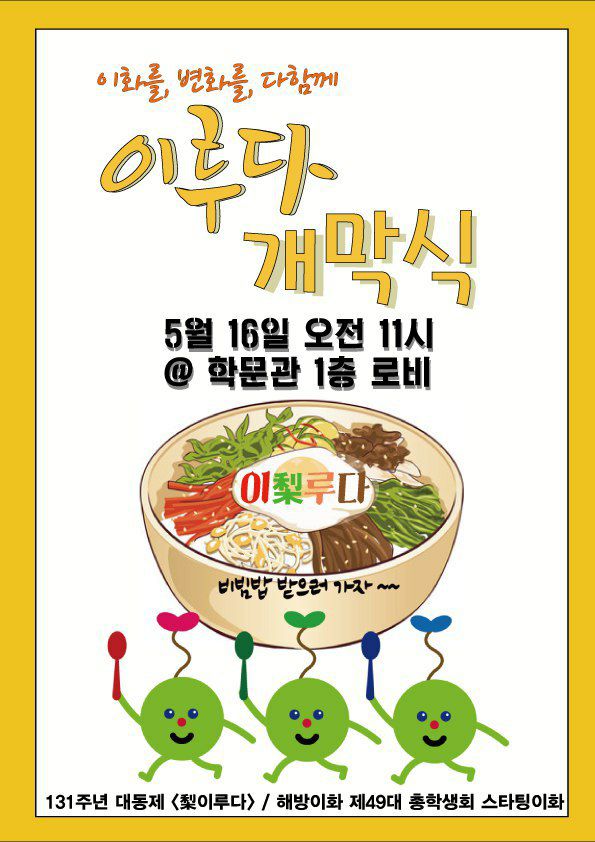 이화를, 변화를, 다함께
이루다
개막식
5월 16일 오전 11시
@ 학문관 1층 로비
이梨루다
비빔밥 받으러 가자 ~~
131주년 대동제 <梨이루다> / 해방이화 제49대 총학생회 스타팅이화